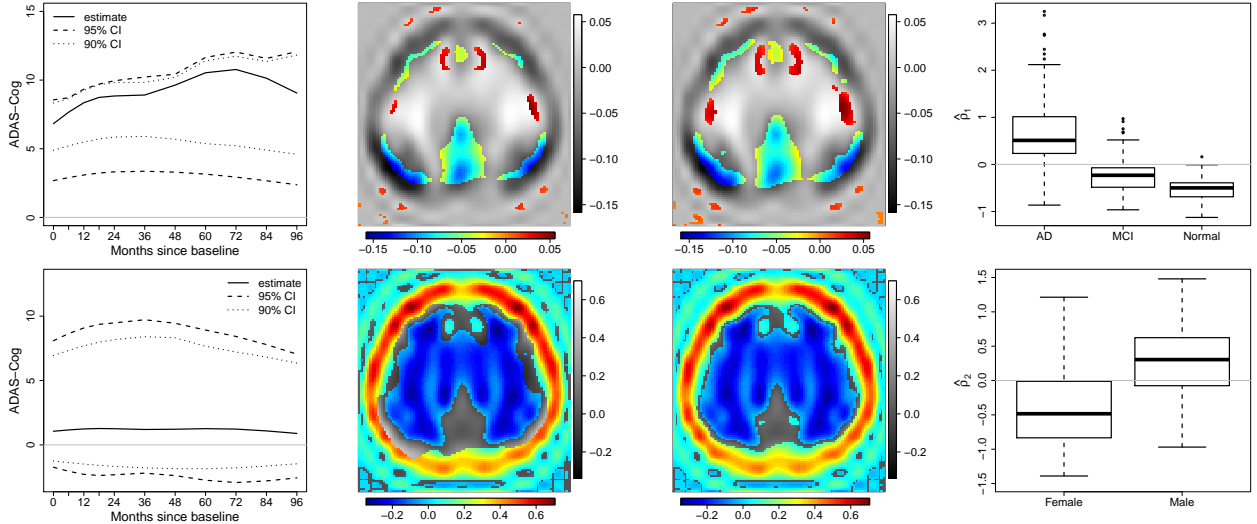 estimate
95% CI
90% CI
ADAS−Cog
0 5 10 15
0 12 24 36 48 60 72 84 96
Months since baseline
0.05
0.00
−0.05
−0.10
−0.15
−0.15 −0.10 −0.05 0.00 0.05
0.05
0.00
−0.05
−0.10
−0.15
−0.15 −0.10 −0.05 0.00 0.05
ρ̂₁
−1 0 1 2 3
AD MCI Normal
estimate
95% CI
90% CI
ADAS−Cog
0 5 10
0 12 24 36 48 60 72 84 96
Months since baseline
0.6
0.4
0.2
0.0
−0.2
−0.2 0.0 0.2 0.4 0.6
0.6
0.4
0.2
0.0
−0.2
−0.2 0.0 0.2 0.4 0.6
ρ̂₂
−1.5 −1.0 −0.5 0.0 0.5 1.0 1.5
Female Male